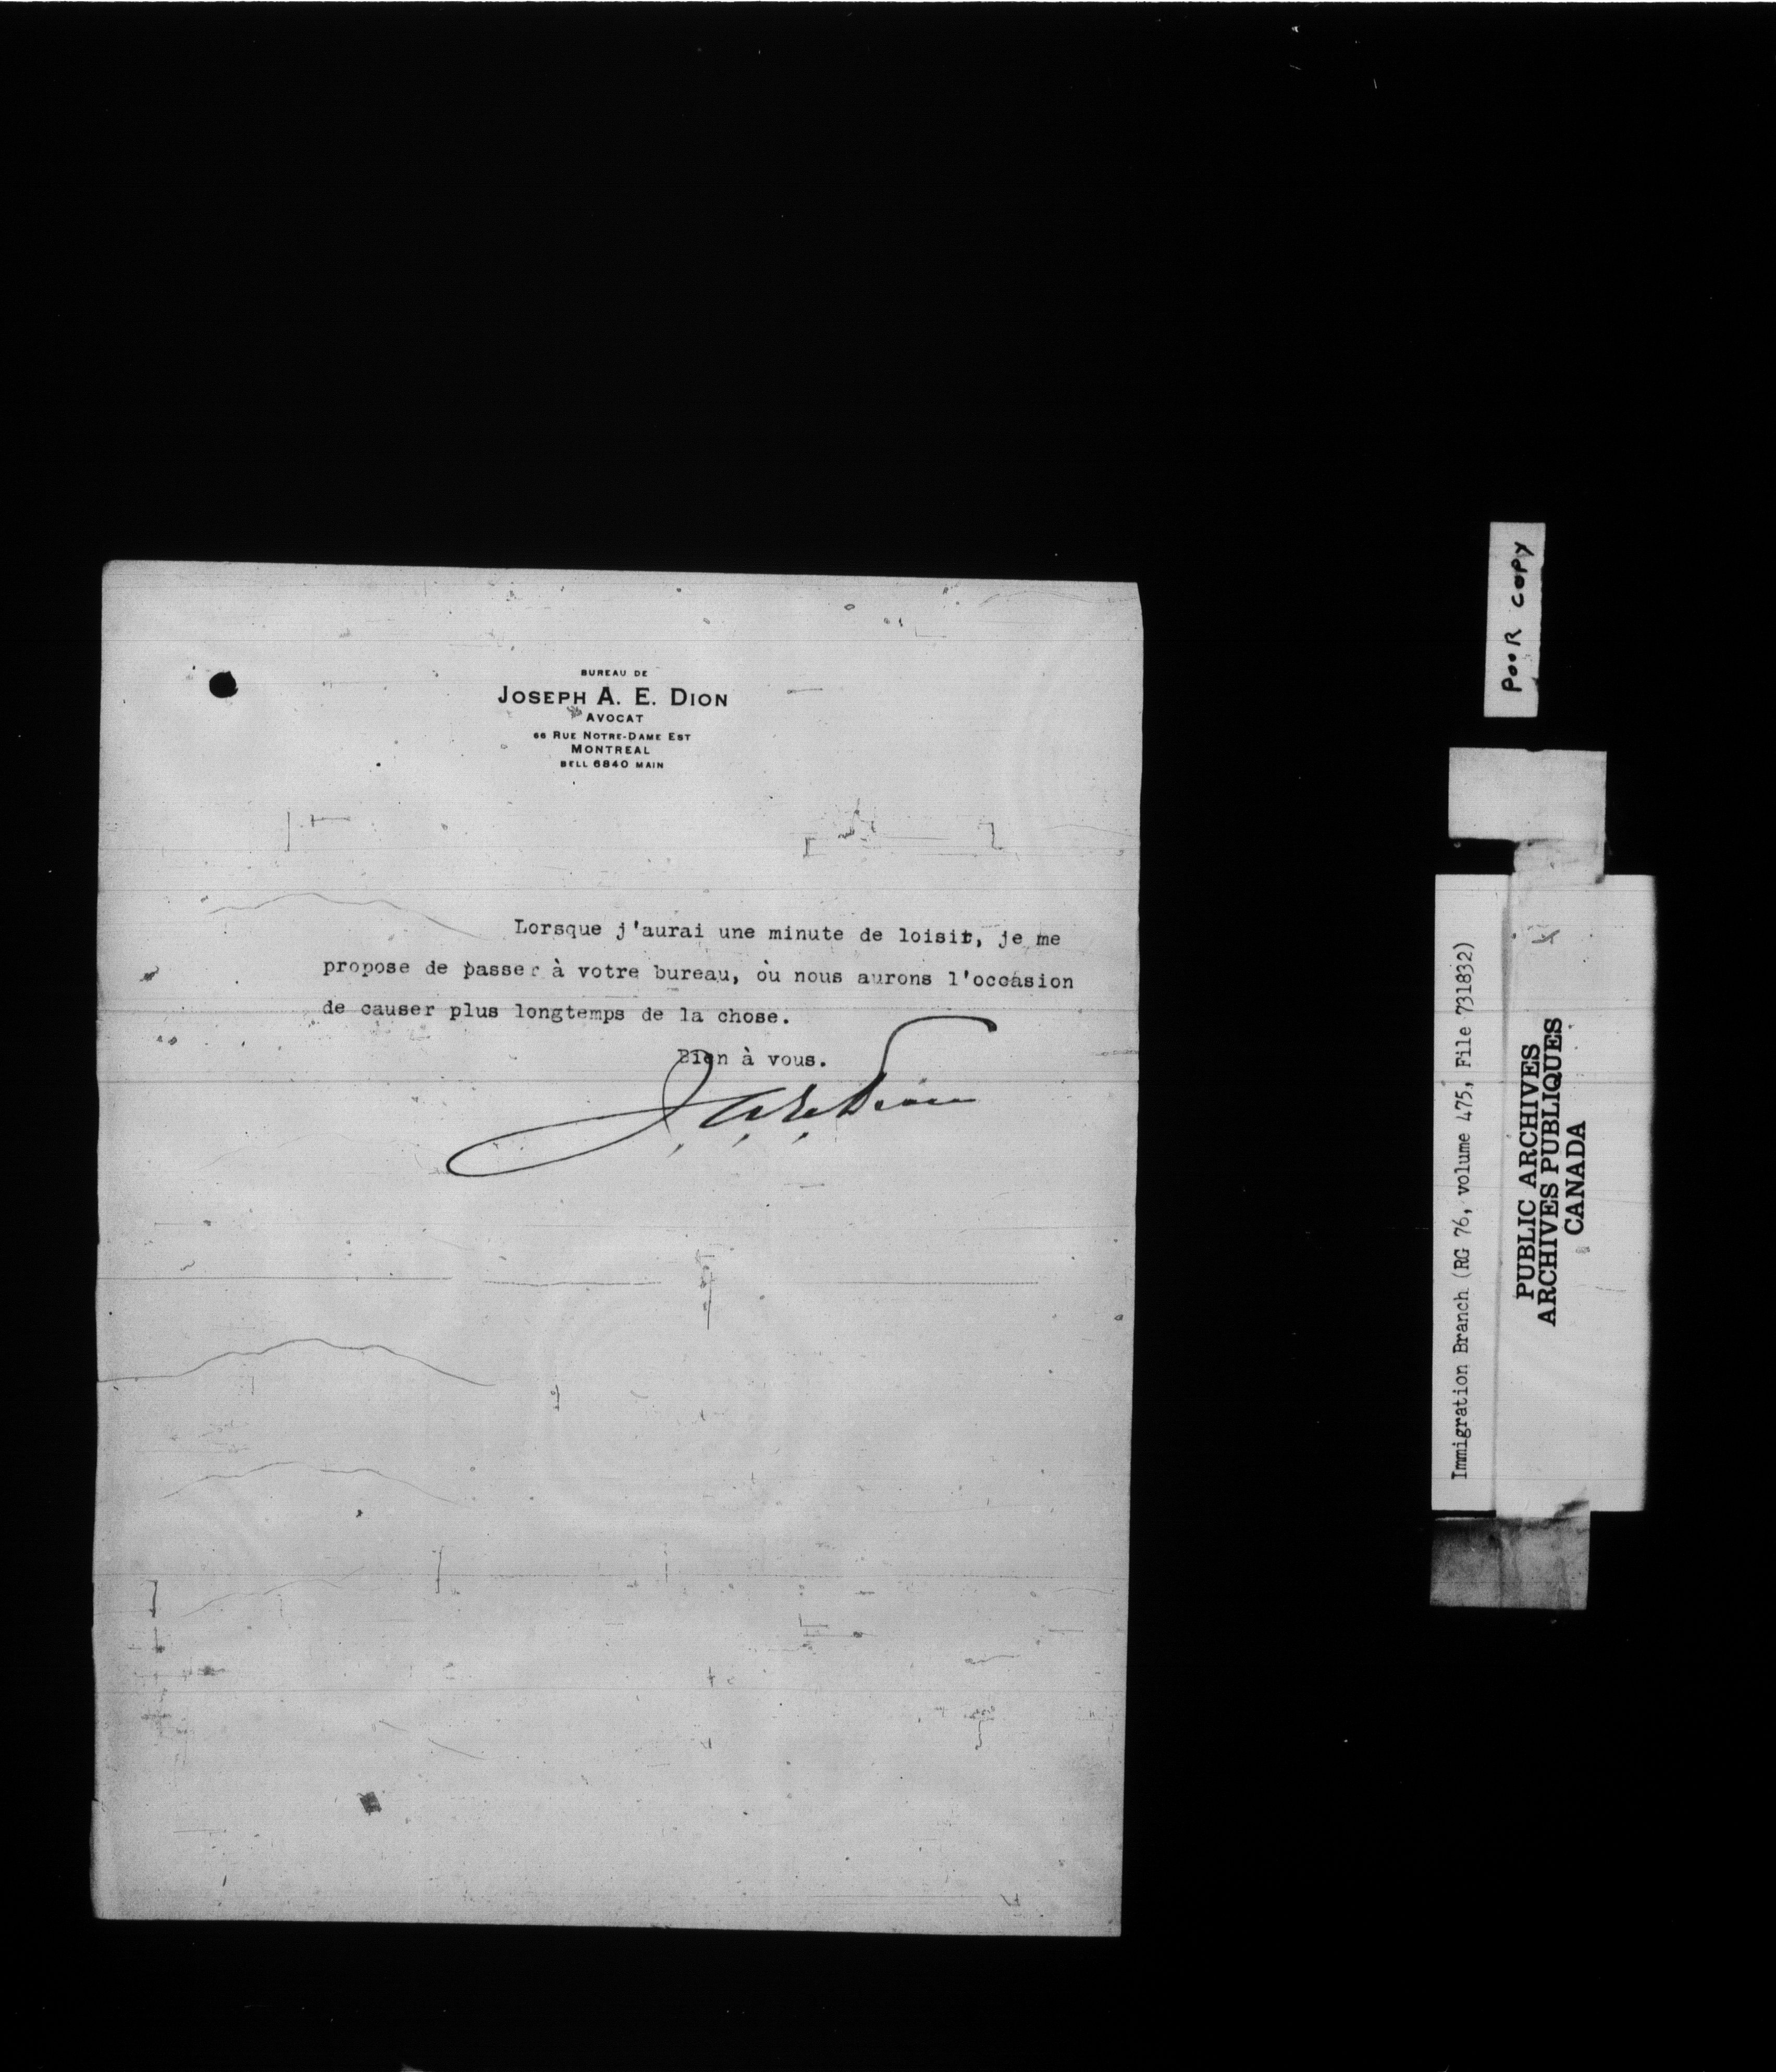 BUREAU DE
JOSEPH A. E. DION
AVOCAT
66 RUE NOTRE-DAME EST
MONTREAL
BELL 6840 MAIN
Lorsque j'aurai une minute de loisir, je me
propose de passer à votre bureau, où nous aurons l'occasion
de causer plus longtemps de la chose.
Bien à vous.
J. A. E. Dion
POOR COPY
Immigration Branch (RG 76, volume 475, File 731832)
PUBLIC ARCHIVES
ARCHIVES PUBLIQUES
CANADA